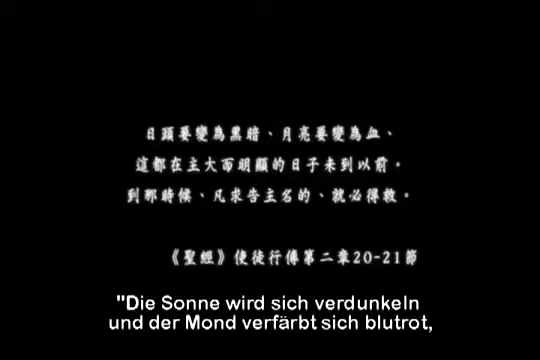 日頭要變為黑暗、月亮要變為血、
這都在主大而明顯的日子未到以前。
到那時候、凡求告主名的、就必得救。
《聖經》使徒行傳第二章20-21節
"Die Sonne wird sich verdunkeln
und der Mond verfärbt sich blutrot,